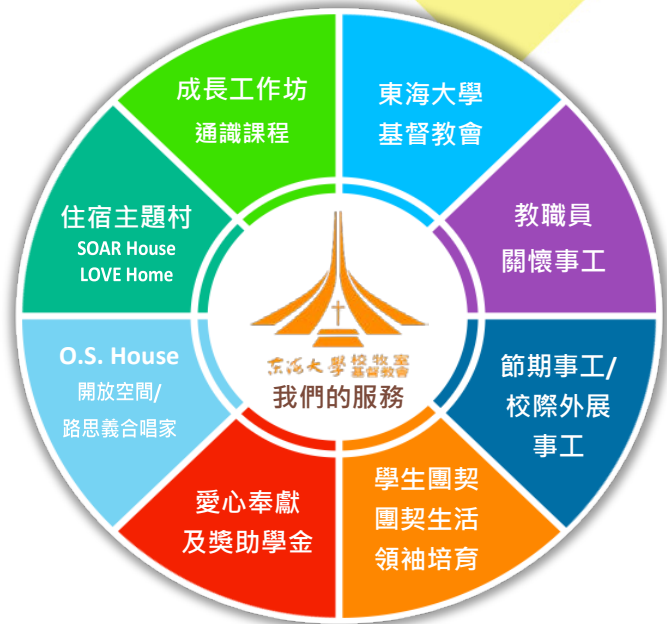 東海大學
基督教會
教職員
關懷事工
節期事工/
校際外展
事工
學生團契
團契生活
領袖培育
愛心奉獻
及獎助學金
O.S. House
開放空間/
路思義合唱家
住宿主題村
SOAR House
LOVE Home
成長工作坊
通識課程
東海大學 校牧室
基督教會
我們的服務